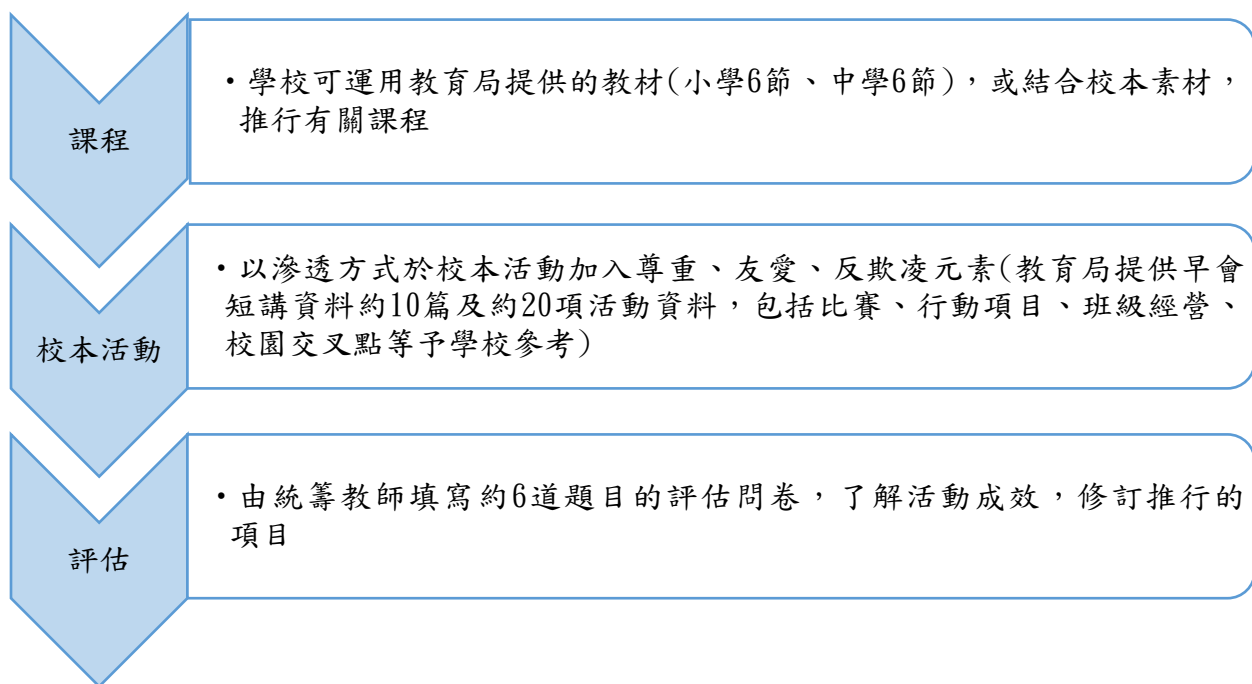 課程
・學校可運用教育局提供的教材(小學6節、中學6節)，或結合校本素材，
推行有關課程
校本活動
・以滲透方式於校本活動加入尊重、友愛、反欺凌元素(教育局提供早會
短講資料約10篇及約20項活動資料，包括比賽、行動項目、班級經營、
校園交叉點等予學校參考)
評估
・由統籌教師填寫約6道題目的評估問卷，了解活動成效，修訂推行的
項目